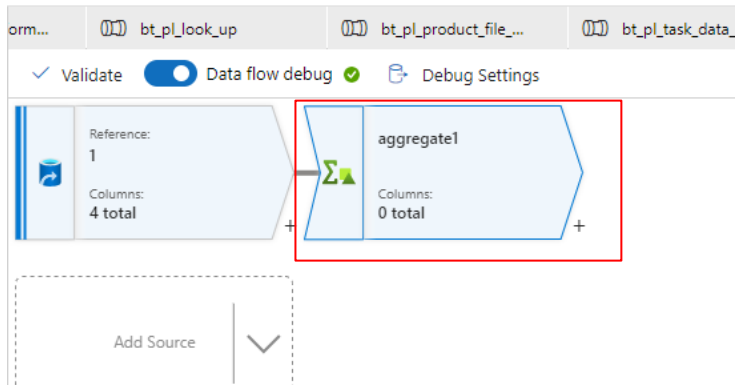 orm...
bt_pl_look_up
bt_pl_product_file_...
bt_pl_task_data_
Validate
Data flow debug
Debug Settings
Reference:
1
Columns:
4 total
+
aggregate1
Columns:
0 total
+
Add Source